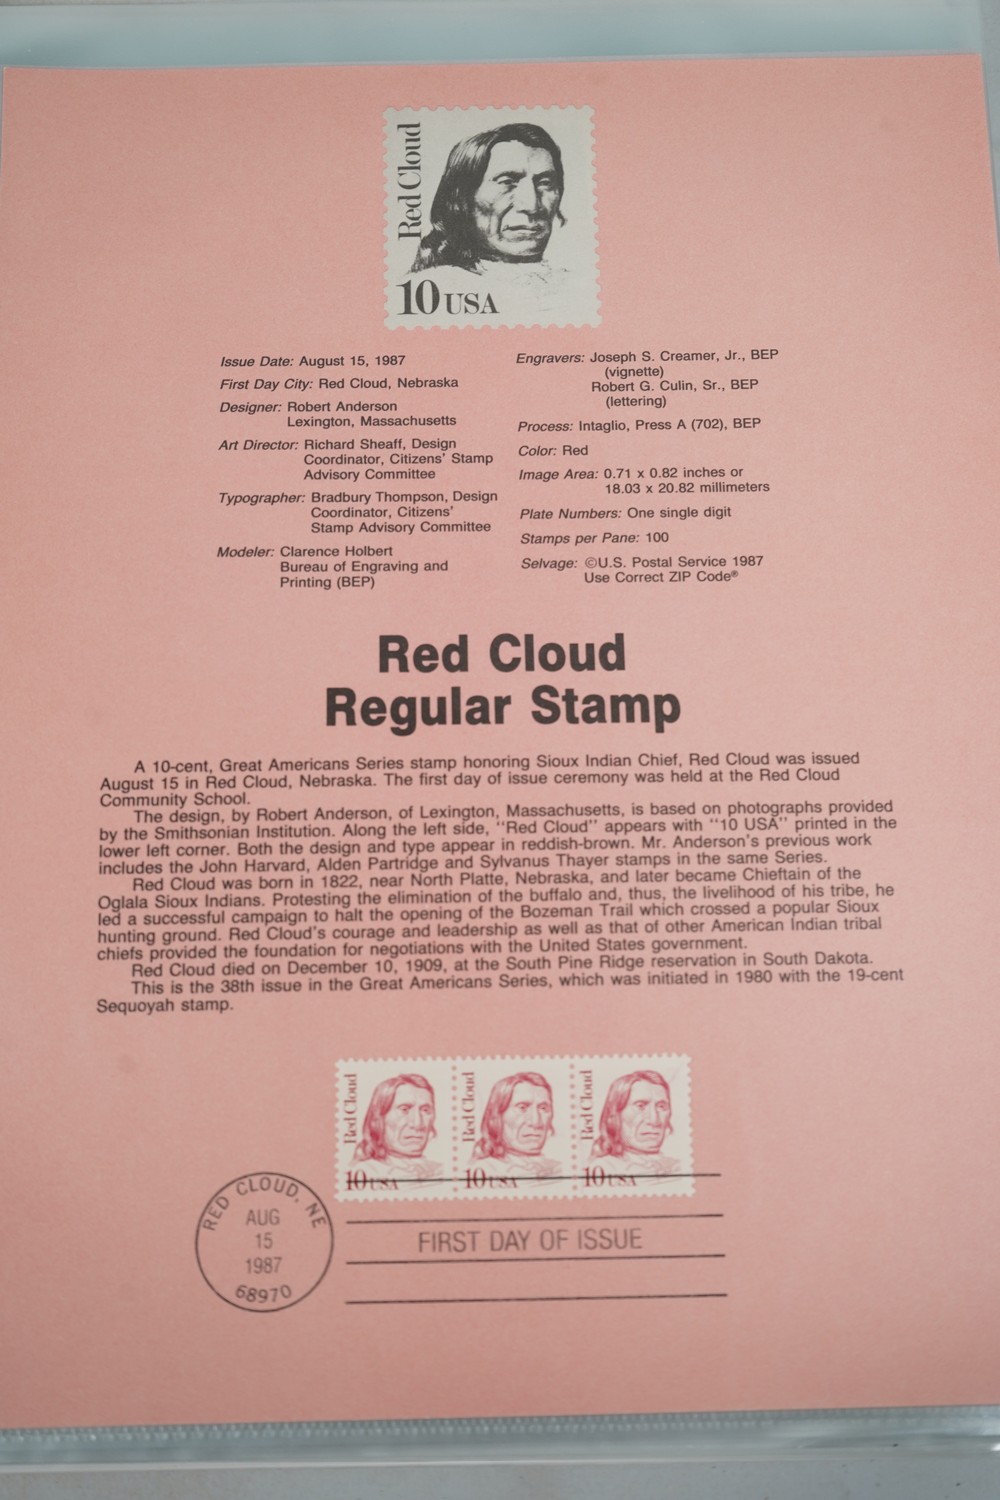 Red Cloud
10 USA
Issue Date: August 15, 1987
First Day City: Red Cloud, Nebraska
Designer: Robert Anderson
Lexington, Massachusetts
Art Director: Richard Sheaff, Design
Coordinator, Citizens' Stamp
Advisory Committee
Typographer: Bradbury Thompson, Design
Coordinator, Citizens'
Stamp Advisory Committee
Modeler: Clarence Holbert
Bureau of Engraving and
Printing (BEP)
Engravers: Joseph S. Creamer, Jr., BEP
(vignette)
Robert G. Culin, Sr., BEP
(lettering)
Process: Intaglio, Press A (702), BEP
Color: Red
Image Area: 0.71 x 0.82 inches or
18.03 x 20.82 millimeters
Plate Numbers: One single digit
Stamps per Pane: 100
Selvage: ©U.S. Postal Service 1987
Use Correct ZIP Code®
Red Cloud
Regular Stamp
A 10-cent, Great Americans Series stamp honoring Sioux Indian Chief, Red Cloud was issued
August 15 in Red Cloud, Nebraska. The first day of issue ceremony was held at the Red Cloud
Community School.
The design, by Robert Anderson, of Lexington, Massachusetts, is based on photographs provided
by the Smithsonian Institution. Along the left side, "Red Cloud" appears with "10 USA" printed in the
lower left corner. Both the design and type appear in reddish-brown. Mr. Anderson's previous work
includes the John Harvard, Alden Partridge and Sylvanus Thayer stamps in the same Series.
Red Cloud was born in 1822, near North Platte, Nebraska, and later became Chieftain of the
Oglala Sioux Indians. Protesting the elimination of the buffalo and, thus, the livelihood of his tribe, he
led a successful campaign to halt the opening of the Bozeman Trail which crossed a popular Sioux
hunting ground. Red Cloud's courage and leadership as well as that of other American Indian tribal
chiefs provided the foundation for negotiations with the United States government.
Red Cloud died on December 10, 1909, at the South Pine Ridge reservation in South Dakota.
This is the 38th issue in the Great Americans Series, which was initiated in 1980 with the 19-cent
Sequoyah stamp.
Red Cloud
10 USA
Red Cloud
10 USA
Red Cloud
10 USA
RED CLOUD, NE
AUG
15
1987
68970
FIRST DAY OF ISSUE